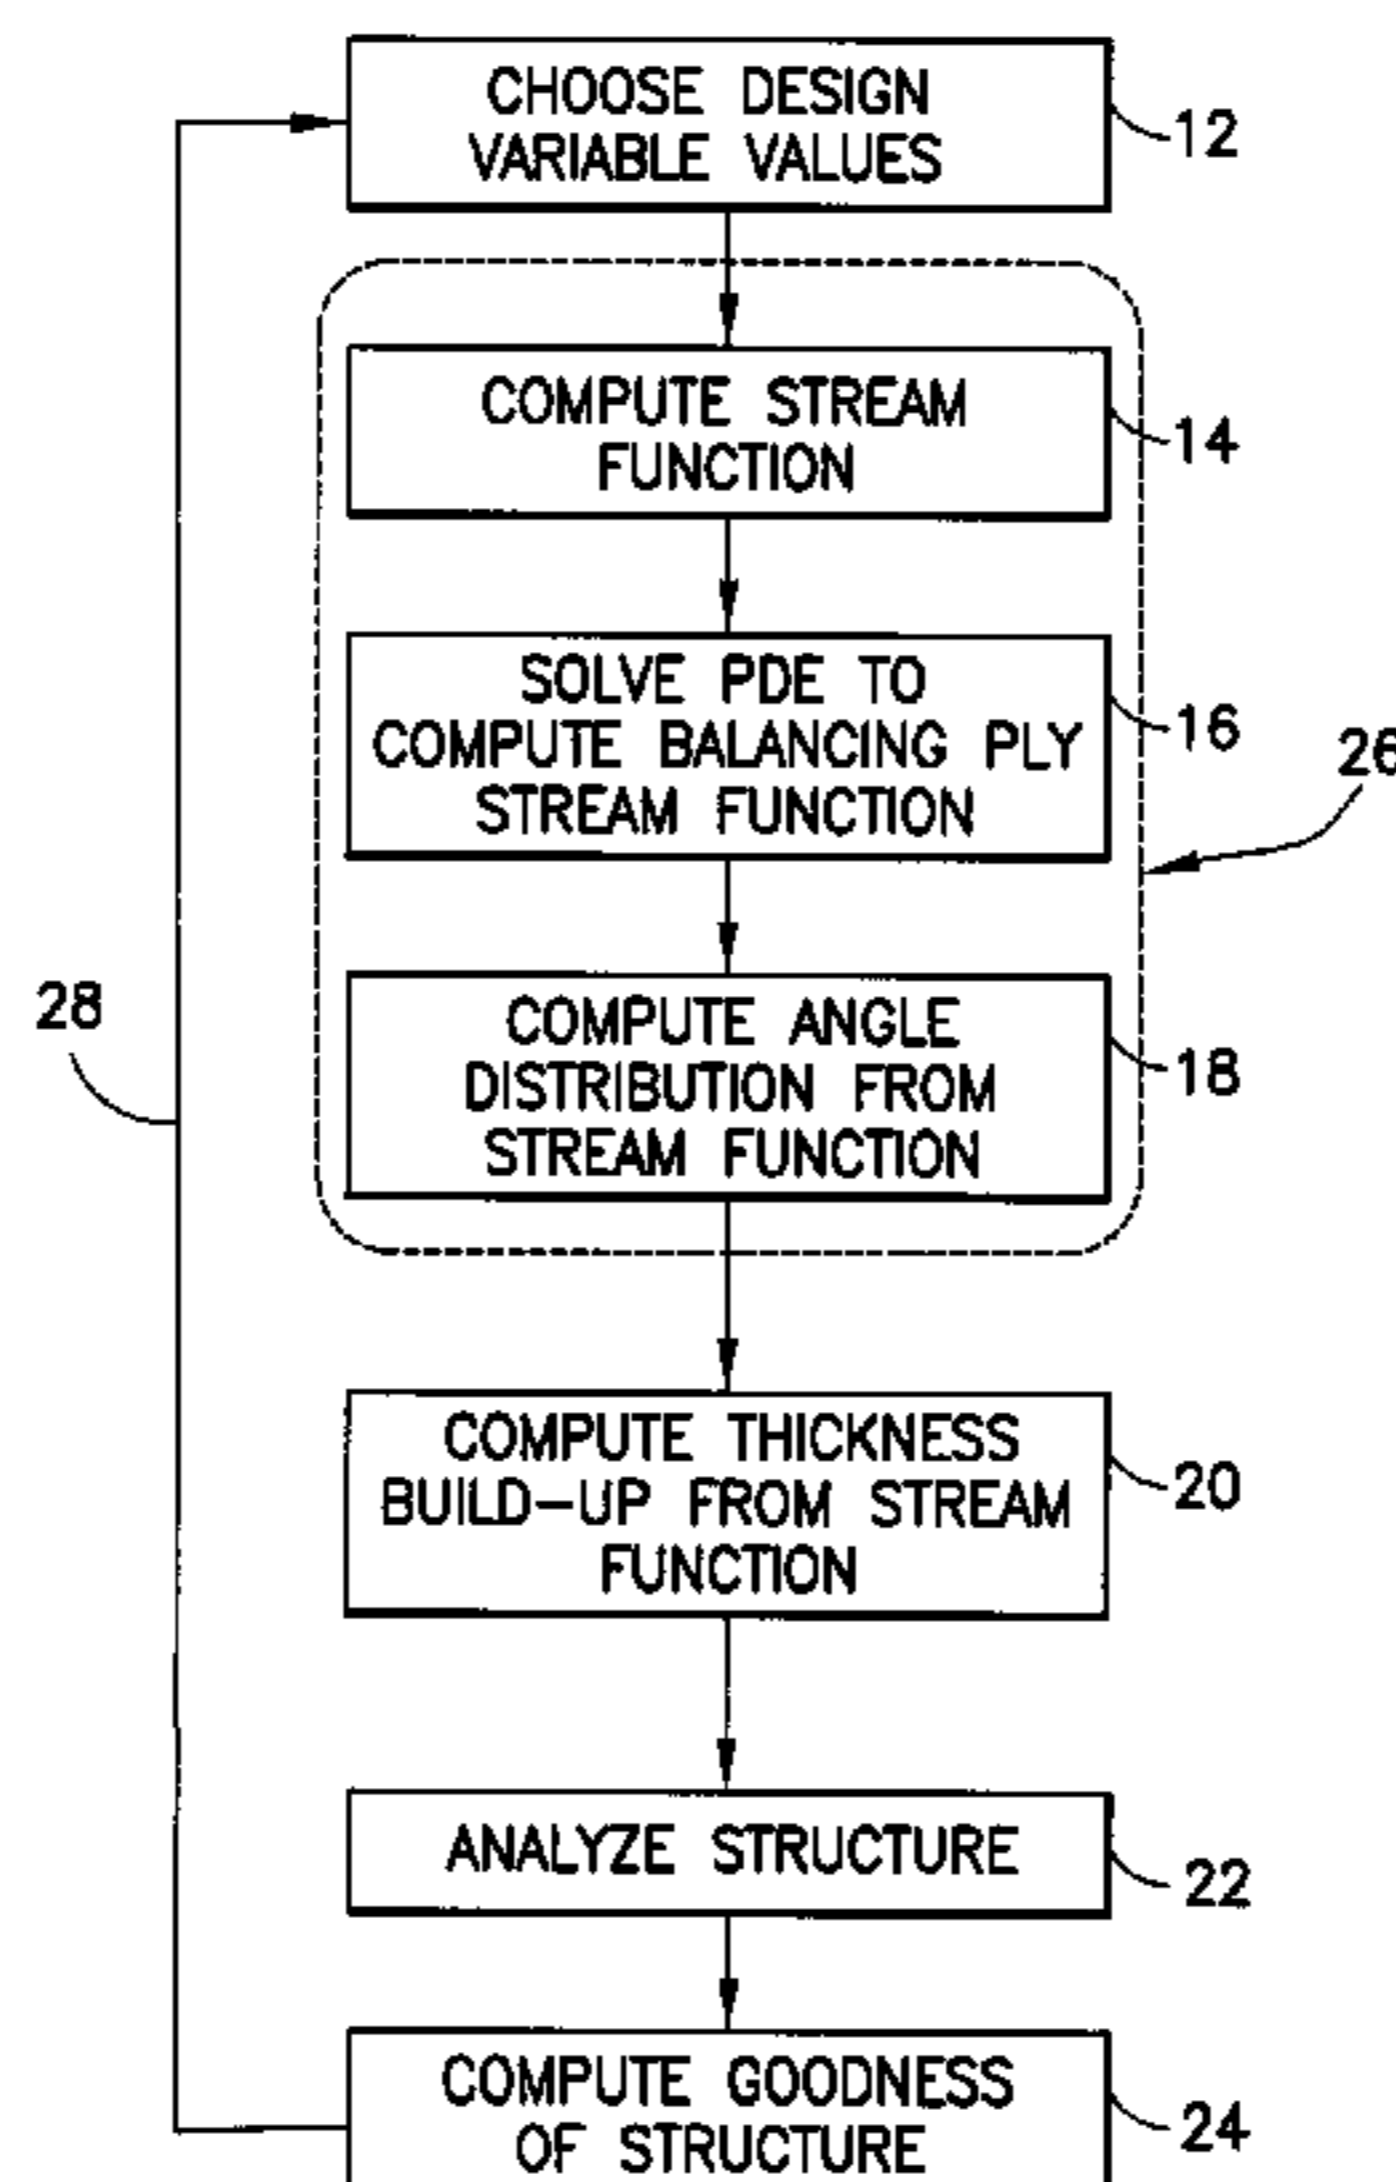 CHOOSE DESIGN
VARIABLE VALUES
12
COMPUTE STREAM
FUNCTION
14
SOLVE PDE TO
COMPUTE BALANCING PLY
STREAM FUNCTION
16
26
COMPUTE ANGLE
DISTRIBUTION FROM
STREAM FUNCTION
18
28
COMPUTE THICKNESS
BUILD-UP FROM STREAM
FUNCTION
20
ANALYZE STRUCTURE
22
COMPUTE GOODNESS
OF STRUCTURE
24